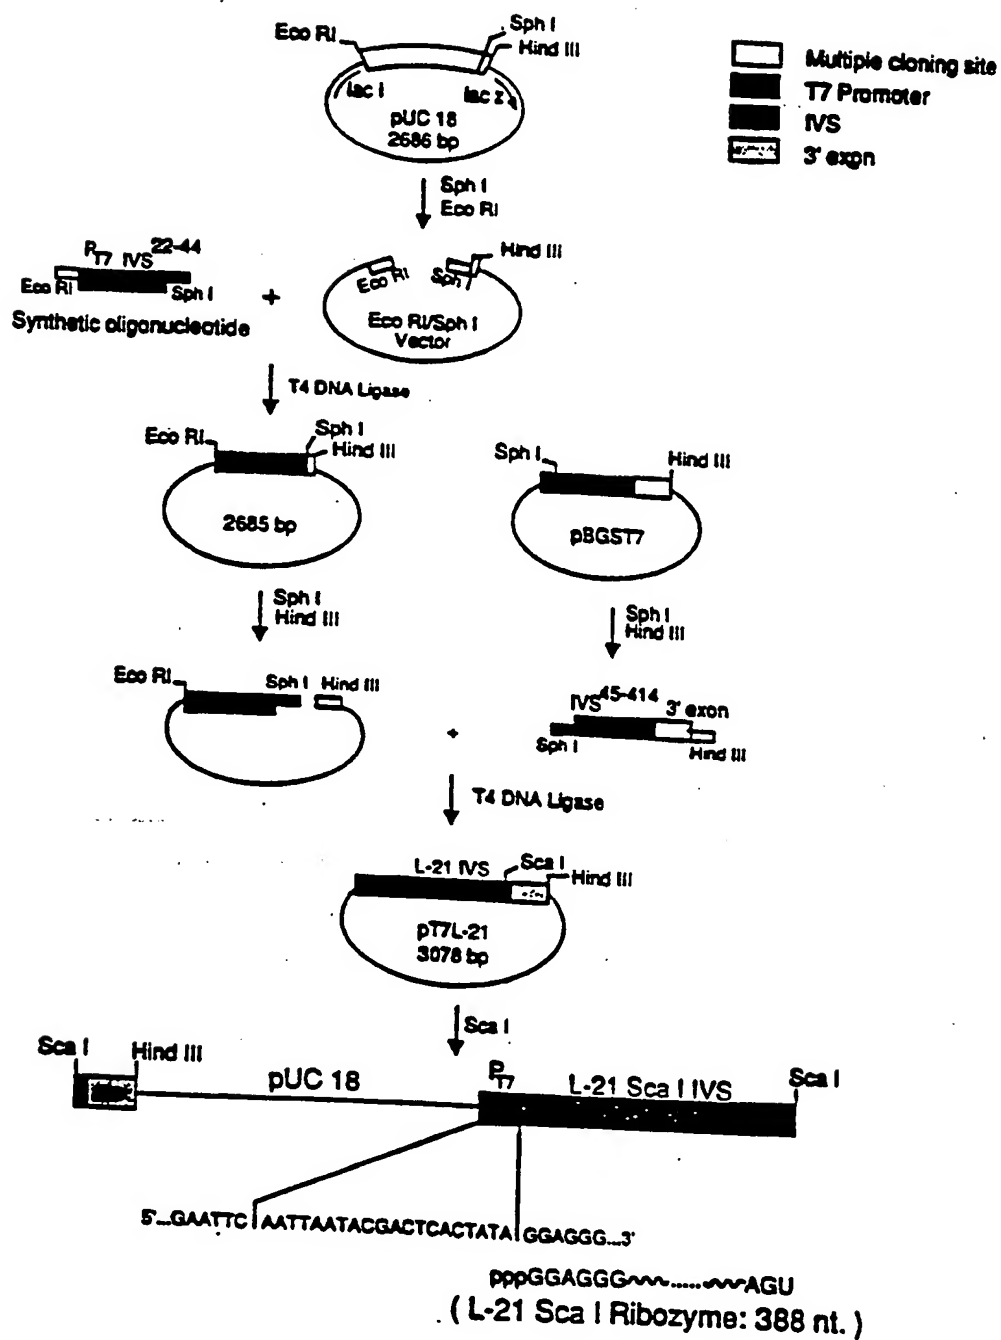 Eco RI
Sph I
Hind III
lac i
lac z
pUC 18
2686 bp
Multiple cloning site
T7 Promoter
IVS
3' exon
Sph I
Eco RI
PT7 IVS 22-44
Eco RI
Sph I
Synthetic oligonucleotide
+
Eco RI
Sph I
Hind III
Eco RI/Sph I
Vector
T4 DNA Ligase
Eco RI
Sph I
Hind III
2685 bp
Sph I
Hind III
pBGST7
Sph I
Hind III
Sph I
Hind III
Eco RI
Sph I
Hind III
+
IVS 45-414
3' exon
Sph I
Hind III
T4 DNA Ligase
L-21 IVS
Sca I
Hind III
pT7L-21
3078 bp
Sca I
Sca I
Hind III
pUC 18
PT7
L-21 Sca I IVS
Sca I
5'...GAATTC AATTAATACGACTCACTATA GGAGGG...3'
pppGGAGGG~~~......~~~AGU
( L-21 Sca I Ribozyme: 388 nt. )